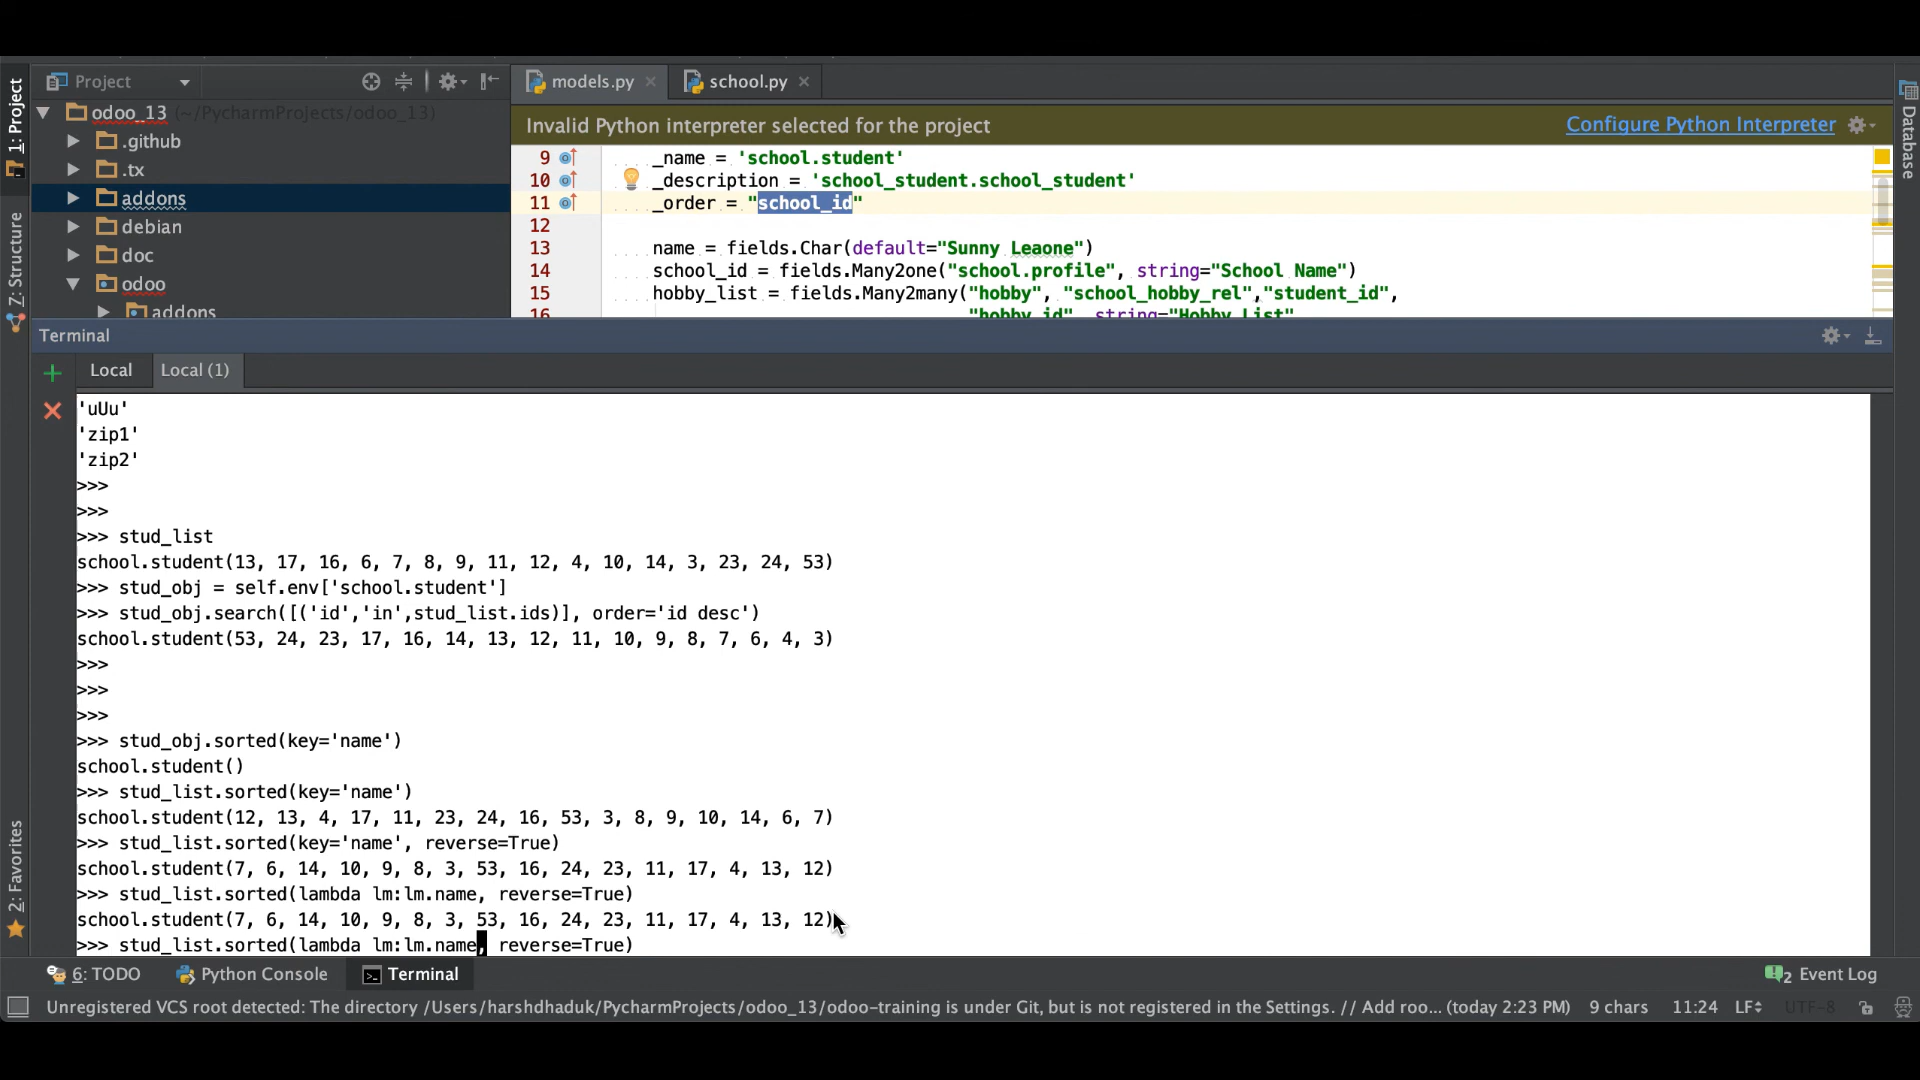 1: Project
Z: Structure
2: Favorites
Project
odoo_13 (~/PycharmProjects/odoo_13)
.github
.tx
addons
debian
doc
odoo
addons
models.py
school.py
Invalid Python interpreter selected for the project
Configure Python Interpreter
9 _name = 'school.student'
10 _description = 'school_student.school_student'
11 _order = "school_id"
12
13 name = fields.Char(default="Sunny Leaone")
14 school_id = fields.Many2one("school.profile", string="School Name")
15 hobby_list = fields.Many2many("hobby", "school_hobby_rel","student_id",
16 "hobby_id", string="Hobby List"
Database
Terminal
Local
Local (1)
'uUu'
'zip1'
'zip2'
>>>
>>>
>>> stud_list
school.student(13, 17, 16, 6, 7, 8, 9, 11, 12, 4, 10, 14, 3, 23, 24, 53)
>>> stud_obj = self.env['school.student']
>>> stud_obj.search([('id','in',stud_list.ids)], order='id desc')
school.student(53, 24, 23, 17, 16, 14, 13, 12, 11, 10, 9, 8, 7, 6, 4, 3)
>>>
>>>
>>>
>>> stud_obj.sorted(key='name')
school.student()
>>> stud_list.sorted(key='name')
school.student(12, 13, 4, 17, 11, 23, 24, 16, 53, 3, 8, 9, 10, 14, 6, 7)
>>> stud_list.sorted(key='name', reverse=True)
school.student(7, 6, 14, 10, 9, 8, 3, 53, 16, 24, 23, 11, 17, 4, 13, 12)
>>> stud_list.sorted(lambda lm:lm.name, reverse=True)
school.student(7, 6, 14, 10, 9, 8, 3, 53, 16, 24, 23, 11, 17, 4, 13, 12)
>>> stud_list.sorted(lambda lm:lm.name, reverse=True)
6: TODO
Python Console
Terminal
2 Event Log
Unregistered VCS root detected: The directory /Users/harshdhaduk/PycharmProjects/odoo_13/odoo-training is under Git, but is not registered in the Settings. // Add roo... (today 2:23 PM)
9 chars
11:24
LF
UTF-8